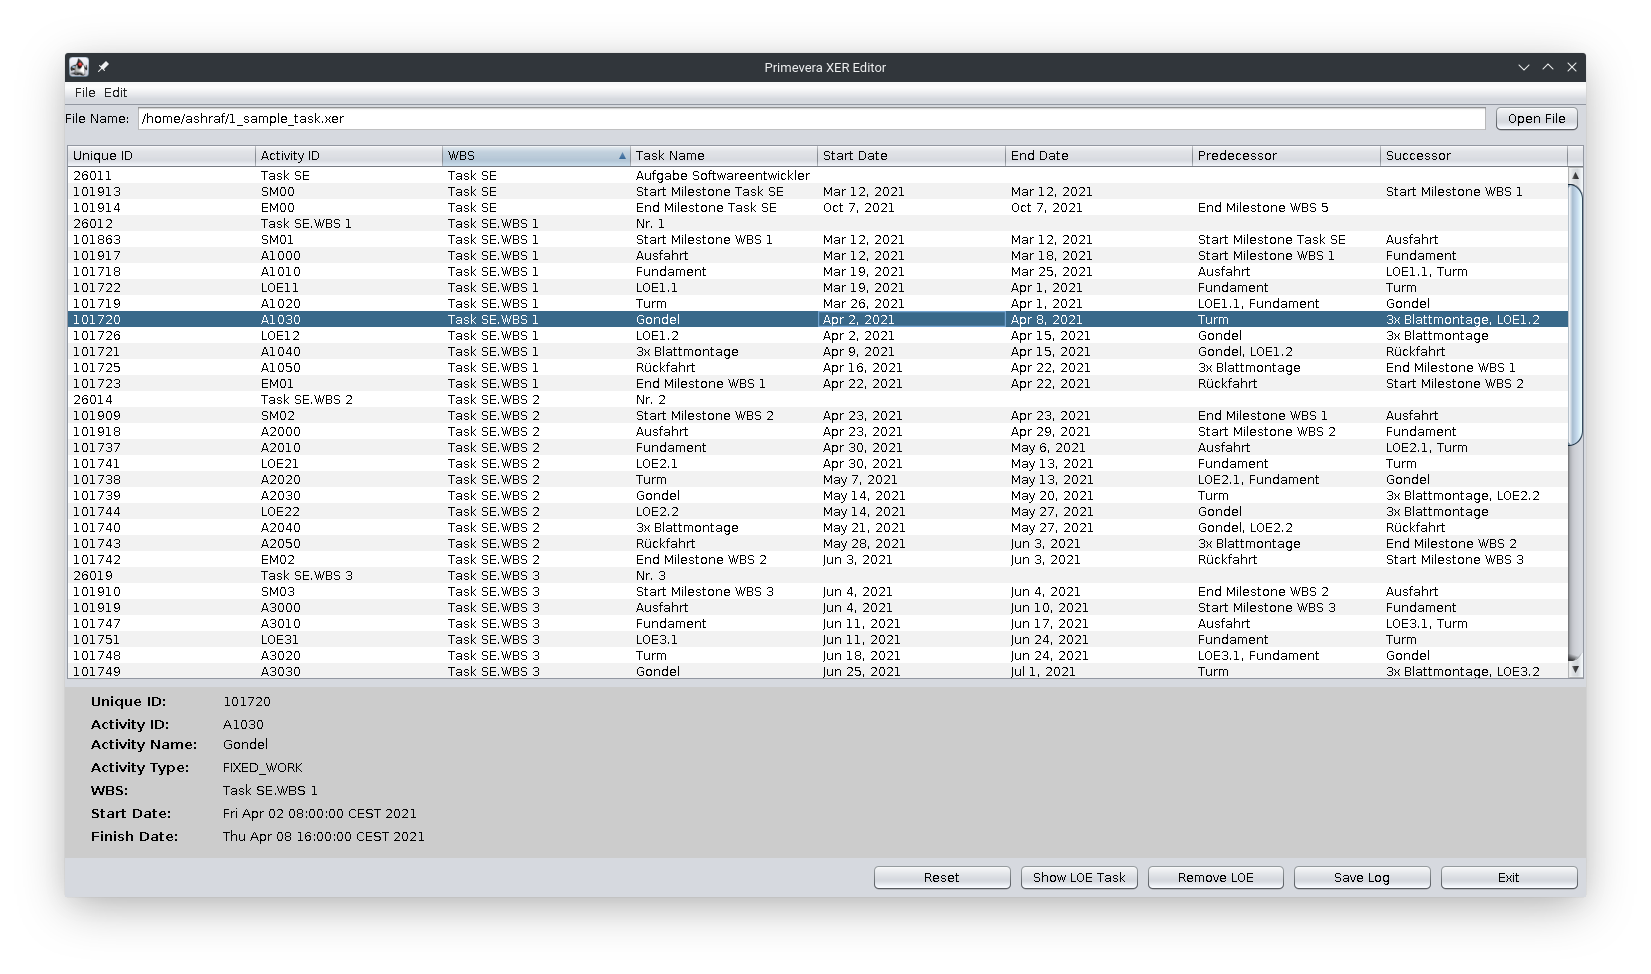 Primevera XER Editor
File Edit
File Name: /home/ashraf/1_sample_task.xer Open File
Unique ID Activity ID WBS Task Name Start Date End Date Predecessor Successor
26011 Task SE Task SE Aufgabe Softwareentwickler
101913 SM00 Task SE Start Milestone Task SE Mar 12, 2021 Mar 12, 2021 Start Milestone WBS 1
101914 EM00 Task SE End Milestone Task SE Oct 7, 2021 Oct 7, 2021 End Milestone WBS 5
26012 Task SE.WBS 1 Task SE.WBS 1 Nr. 1
101863 SM01 Task SE.WBS 1 Start Milestone WBS 1 Mar 12, 2021 Mar 12, 2021 Start Milestone Task SE Ausfahrt
101917 A1000 Task SE.WBS 1 Ausfahrt Mar 12, 2021 Mar 18, 2021 Start Milestone WBS 1 Fundament
101718 A1010 Task SE.WBS 1 Fundament Mar 19, 2021 Mar 25, 2021 Ausfahrt LOE1.1, Turm
101722 LOE11 Task SE.WBS 1 LOE1.1 Mar 19, 2021 Apr 1, 2021 Fundament Turm
101719 A1020 Task SE.WBS 1 Turm Mar 26, 2021 Apr 1, 2021 LOE1.1, Fundament Gondel
101720 A1030 Task SE.WBS 1 Gondel Apr 2, 2021 Apr 8, 2021 Turm 3x Blattmontage, LOE1.2
101726 LOE12 Task SE.WBS 1 LOE1.2 Apr 2, 2021 Apr 15, 2021 Gondel 3x Blattmontage
101721 A1040 Task SE.WBS 1 3x Blattmontage Apr 9, 2021 Apr 15, 2021 Gondel, LOE1.2 Rückfahrt
101725 A1050 Task SE.WBS 1 Rückfahrt Apr 16, 2021 Apr 22, 2021 3x Blattmontage End Milestone WBS 1
101723 EM01 Task SE.WBS 1 End Milestone WBS 1 Apr 22, 2021 Apr 22, 2021 Rückfahrt Start Milestone WBS 2
26014 Task SE.WBS 2 Task SE.WBS 2 Nr. 2
101909 SM02 Task SE.WBS 2 Start Milestone WBS 2 Apr 23, 2021 Apr 23, 2021 End Milestone WBS 1 Ausfahrt
101918 A2000 Task SE.WBS 2 Ausfahrt Apr 23, 2021 Apr 29, 2021 Start Milestone WBS 2 Fundament
101737 A2010 Task SE.WBS 2 Fundament Apr 30, 2021 May 6, 2021 Ausfahrt LOE2.1, Turm
101741 LOE21 Task SE.WBS 2 LOE2.1 Apr 30, 2021 May 13, 2021 Fundament Turm
101738 A2020 Task SE.WBS 2 Turm May 7, 2021 May 13, 2021 LOE2.1, Fundament Gondel
101739 A2030 Task SE.WBS 2 Gondel May 14, 2021 May 20, 2021 Turm 3x Blattmontage, LOE2.2
101744 LOE22 Task SE.WBS 2 LOE2.2 May 14, 2021 May 27, 2021 Gondel 3x Blattmontage
101740 A2040 Task SE.WBS 2 3x Blattmontage May 21, 2021 May 27, 2021 Gondel, LOE2.2 Rückfahrt
101743 A2050 Task SE.WBS 2 Rückfahrt May 28, 2021 Jun 3, 2021 3x Blattmontage End Milestone WBS 2
101742 EM02 Task SE.WBS 2 End Milestone WBS 2 Jun 3, 2021 Jun 3, 2021 Rückfahrt Start Milestone WBS 3
26019 Task SE.WBS 3 Task SE.WBS 3 Nr. 3
101910 SM03 Task SE.WBS 3 Start Milestone WBS 3 Jun 4, 2021 Jun 4, 2021 End Milestone WBS 2 Ausfahrt
101919 A3000 Task SE.WBS 3 Ausfahrt Jun 4, 2021 Jun 10, 2021 Start Milestone WBS 3 Fundament
101747 A3010 Task SE.WBS 3 Fundament Jun 11, 2021 Jun 17, 2021 Ausfahrt LOE3.1, Turm
101751 LOE31 Task SE.WBS 3 LOE3.1 Jun 11, 2021 Jun 24, 2021 Fundament Turm
101748 A3020 Task SE.WBS 3 Turm Jun 18, 2021 Jun 24, 2021 LOE3.1, Fundament Gondel
101749 A3030 Task SE.WBS 3 Gondel Jun 25, 2021 Jul 1, 2021 Turm 3x Blattmontage, LOE3.2
Unique ID: 101720
Activity ID: A1030
Activity Name: Gondel
Activity Type: FIXED_WORK
WBS: Task SE.WBS 1
Start Date: Fri Apr 02 08:00:00 CEST 2021
Finish Date: Thu Apr 08 16:00:00 CEST 2021
Reset Show LOE Task Remove LOE Save Log Exit